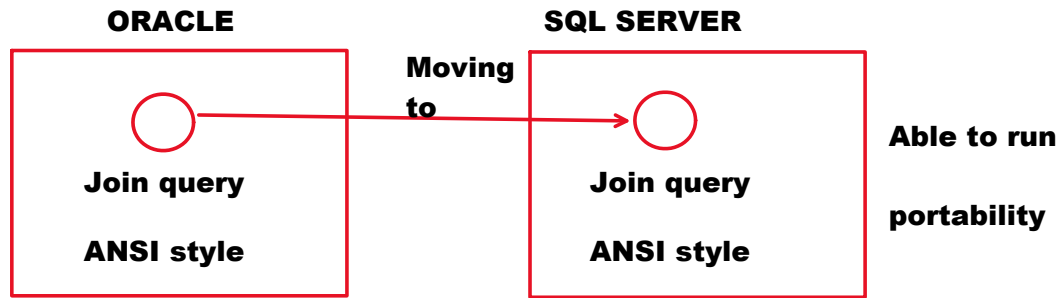 ORACLE
SQL SERVER
Moving
to
Join query
ANSI style
Join query
ANSI style
Able to run
portability